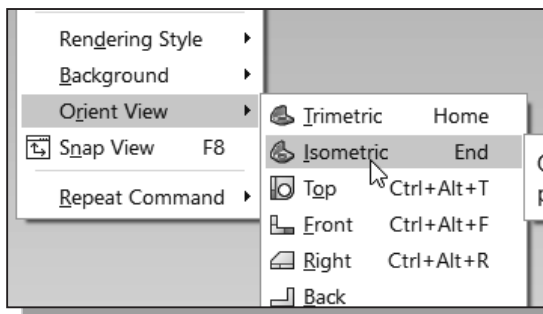 Rendering Style
Background
Orient View
Snap View F8
Repeat Command
Trimetric Home
Isometric End
Top Ctrl+Alt+T
Front Ctrl+Alt+F
Right Ctrl+Alt+R
Back